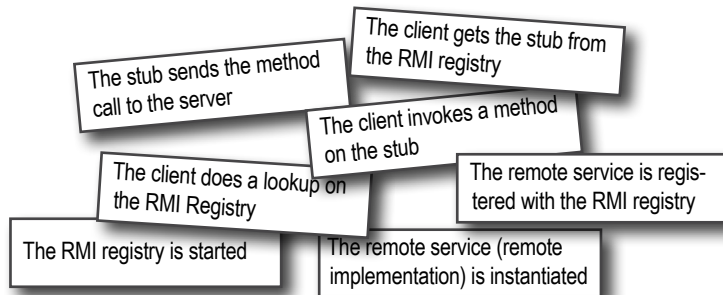 The client gets the stub from
the RMI registry
The stub sends the method
call to the server
The client invokes a method
on the stub
The client does a lookup on
the RMI Registry
The remote service is regis-
tered with the RMI registry
The RMI registry is started
The remote service (remote
implementation) is instantiated